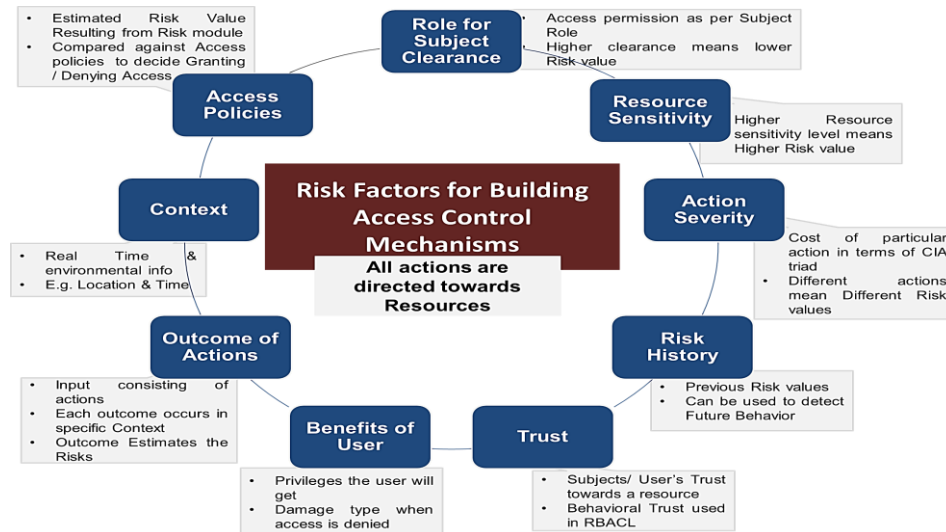 Risk Factors for Building
Access Control
Mechanisms
All actions are
directed towards
Resources
Role for
Subject
Clearance
• Access permission as per Subject
Role
• Higher clearance means lower
Risk value
Resource
Sensitivity
Higher Resource
sensitivity level means
Higher Risk value
Action
Severity
• Cost of particular
action in terms of CIA
triad
• Different actions
mean Different Risk
values
Risk
History
• Previous Risk values
• Can be used to detect
Future Behavior
Trust
• Subjects/ User's Trust
towards a resource
• Behavioral Trust used
in RBACL
Benefits of
User
• Privileges the user will
get
• Damage type when
access is denied
Outcome of
Actions
• Input consisting of
actions
• Each outcome occurs in
specific Context
• Outcome Estimates the
Risks
Context
• Real Time &
environmental info
• E.g. Location & Time
Access
Policies
• Estimated Risk Value
Resulting from Risk module
• Compared against Access
policies to decide Granting
/ Denying Access